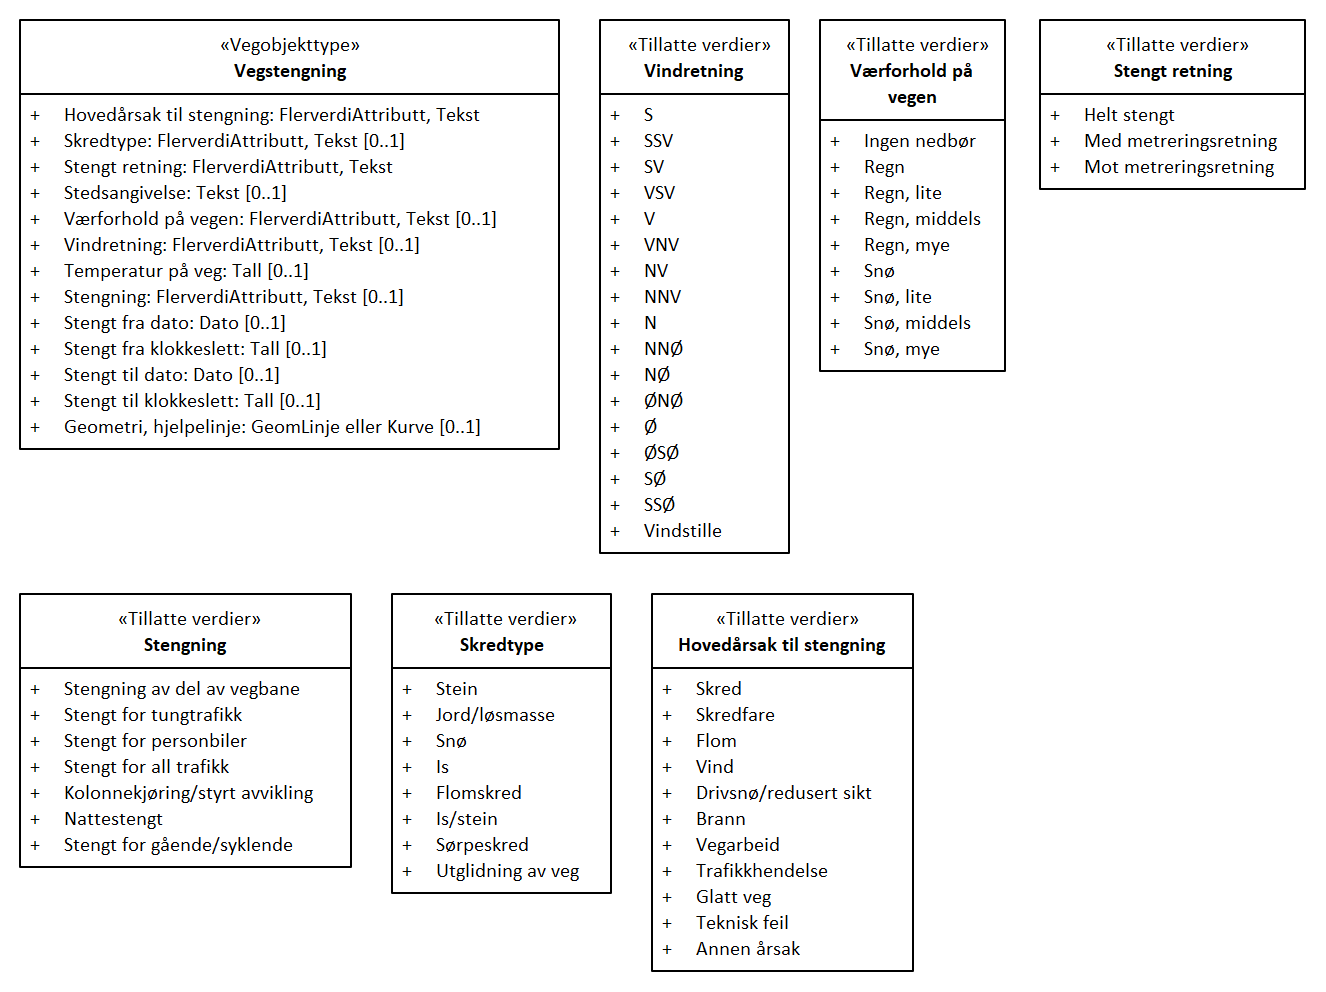 «Vegobjekttype»
Vegstengning
+ Hovedårsak til stengning: FlerverdiAttributt, Tekst
+ Skredtype: FlerverdiAttributt, Tekst [0..1]
+ Stengt retning: FlerverdiAttributt, Tekst
+ Stedsangivelse: Tekst [0..1]
+ Værforhold på vegen: FlerverdiAttributt, Tekst [0..1]
+ Vindretning: FlerverdiAttributt, Tekst [0..1]
+ Temperatur på veg: Tall [0..1]
+ Stengning: FlerverdiAttributt, Tekst [0..1]
+ Stengt fra dato: Dato [0..1]
+ Stengt fra klokkeslett: Tall [0..1]
+ Stengt til dato: Dato [0..1]
+ Stengt til klokkeslett: Tall [0..1]
+ Geometri, hjelpelinje: GeomLinje eller Kurve [0..1]
«Tillatte verdier»
Vindretning
+ S
+ SSV
+ SV
+ VSV
+ V
+ VNV
+ NV
+ NNV
+ N
+ NNØ
+ NØ
+ ØNØ
+ Ø
+ ØSØ
+ SØ
+ SSØ
+ Vindstille
«Tillatte verdier»
Værforhold på
vegen
+ Ingen nedbør
+ Regn
+ Regn, lite
+ Regn, middels
+ Regn, mye
+ Snø
+ Snø, lite
+ Snø, middels
+ Snø, mye
«Tillatte verdier»
Stengt retning
+ Helt stengt
+ Med metreringsretning
+ Mot metreringsretning
«Tillatte verdier»
Stengning
+ Stengning av del av vegbane
+ Stengt for tungtrafikk
+ Stengt for personbiler
+ Stengt for all trafikk
+ Kolonnekjøring/styrt avvikling
+ Nattestengt
+ Stengt for gående/syklende
«Tillatte verdier»
Skredtype
+ Stein
+ Jord/løsmasse
+ Snø
+ Is
+ Flomskred
+ Is/stein
+ Sørpeskred
+ Utglidning av veg
«Tillatte verdier»
Hovedårsak til stengning
+ Skred
+ Skredfare
+ Flom
+ Vind
+ Drivsnø/redusert sikt
+ Brann
+ Vegarbeid
+ Trafikkhendelse
+ Glatt veg
+ Teknisk feil
+ Annen årsak